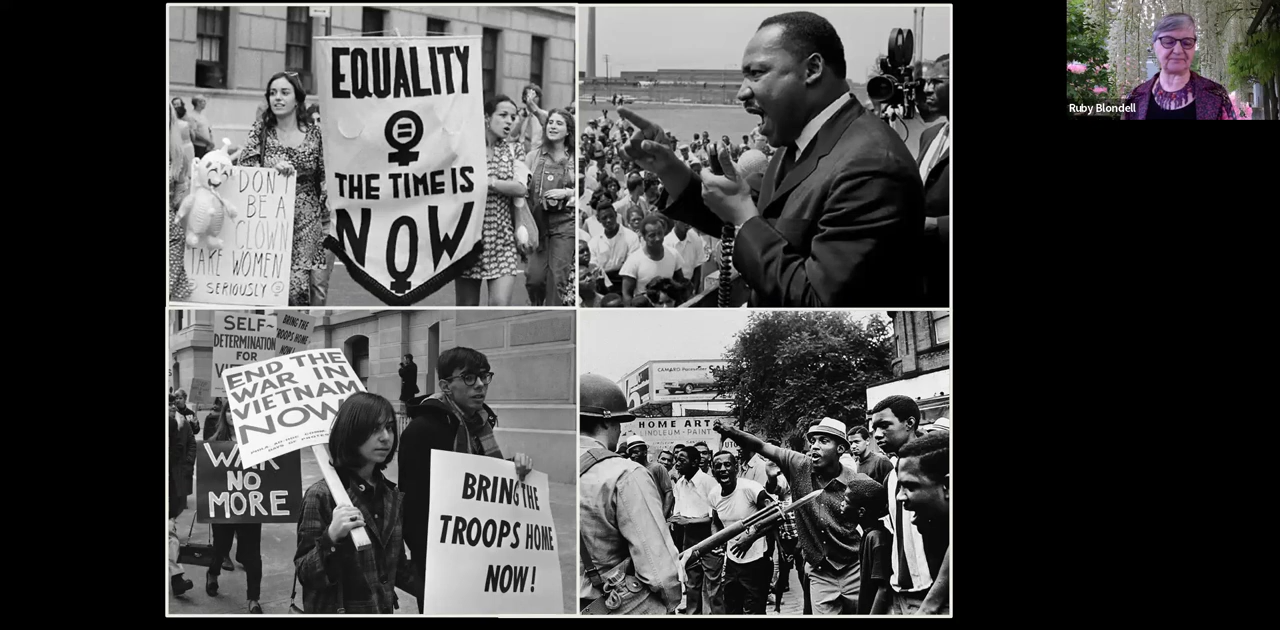 EQUALITY
THE TIME IS
NOW
DON'T
BE A
CLOWN
TAKE WOMEN
SERIOUSLY
Ruby Blondell
SELF-
DETERMINATION
FOR
BRING THE
TROOPS HOME
NOW!
END THE
WAR IN
VIETNAM
NOW
WAR
NO
MORE
BRING THE
TROOPS HOME
NOW!
CAMARO
HOME ART
LINOLEUM - PAINT